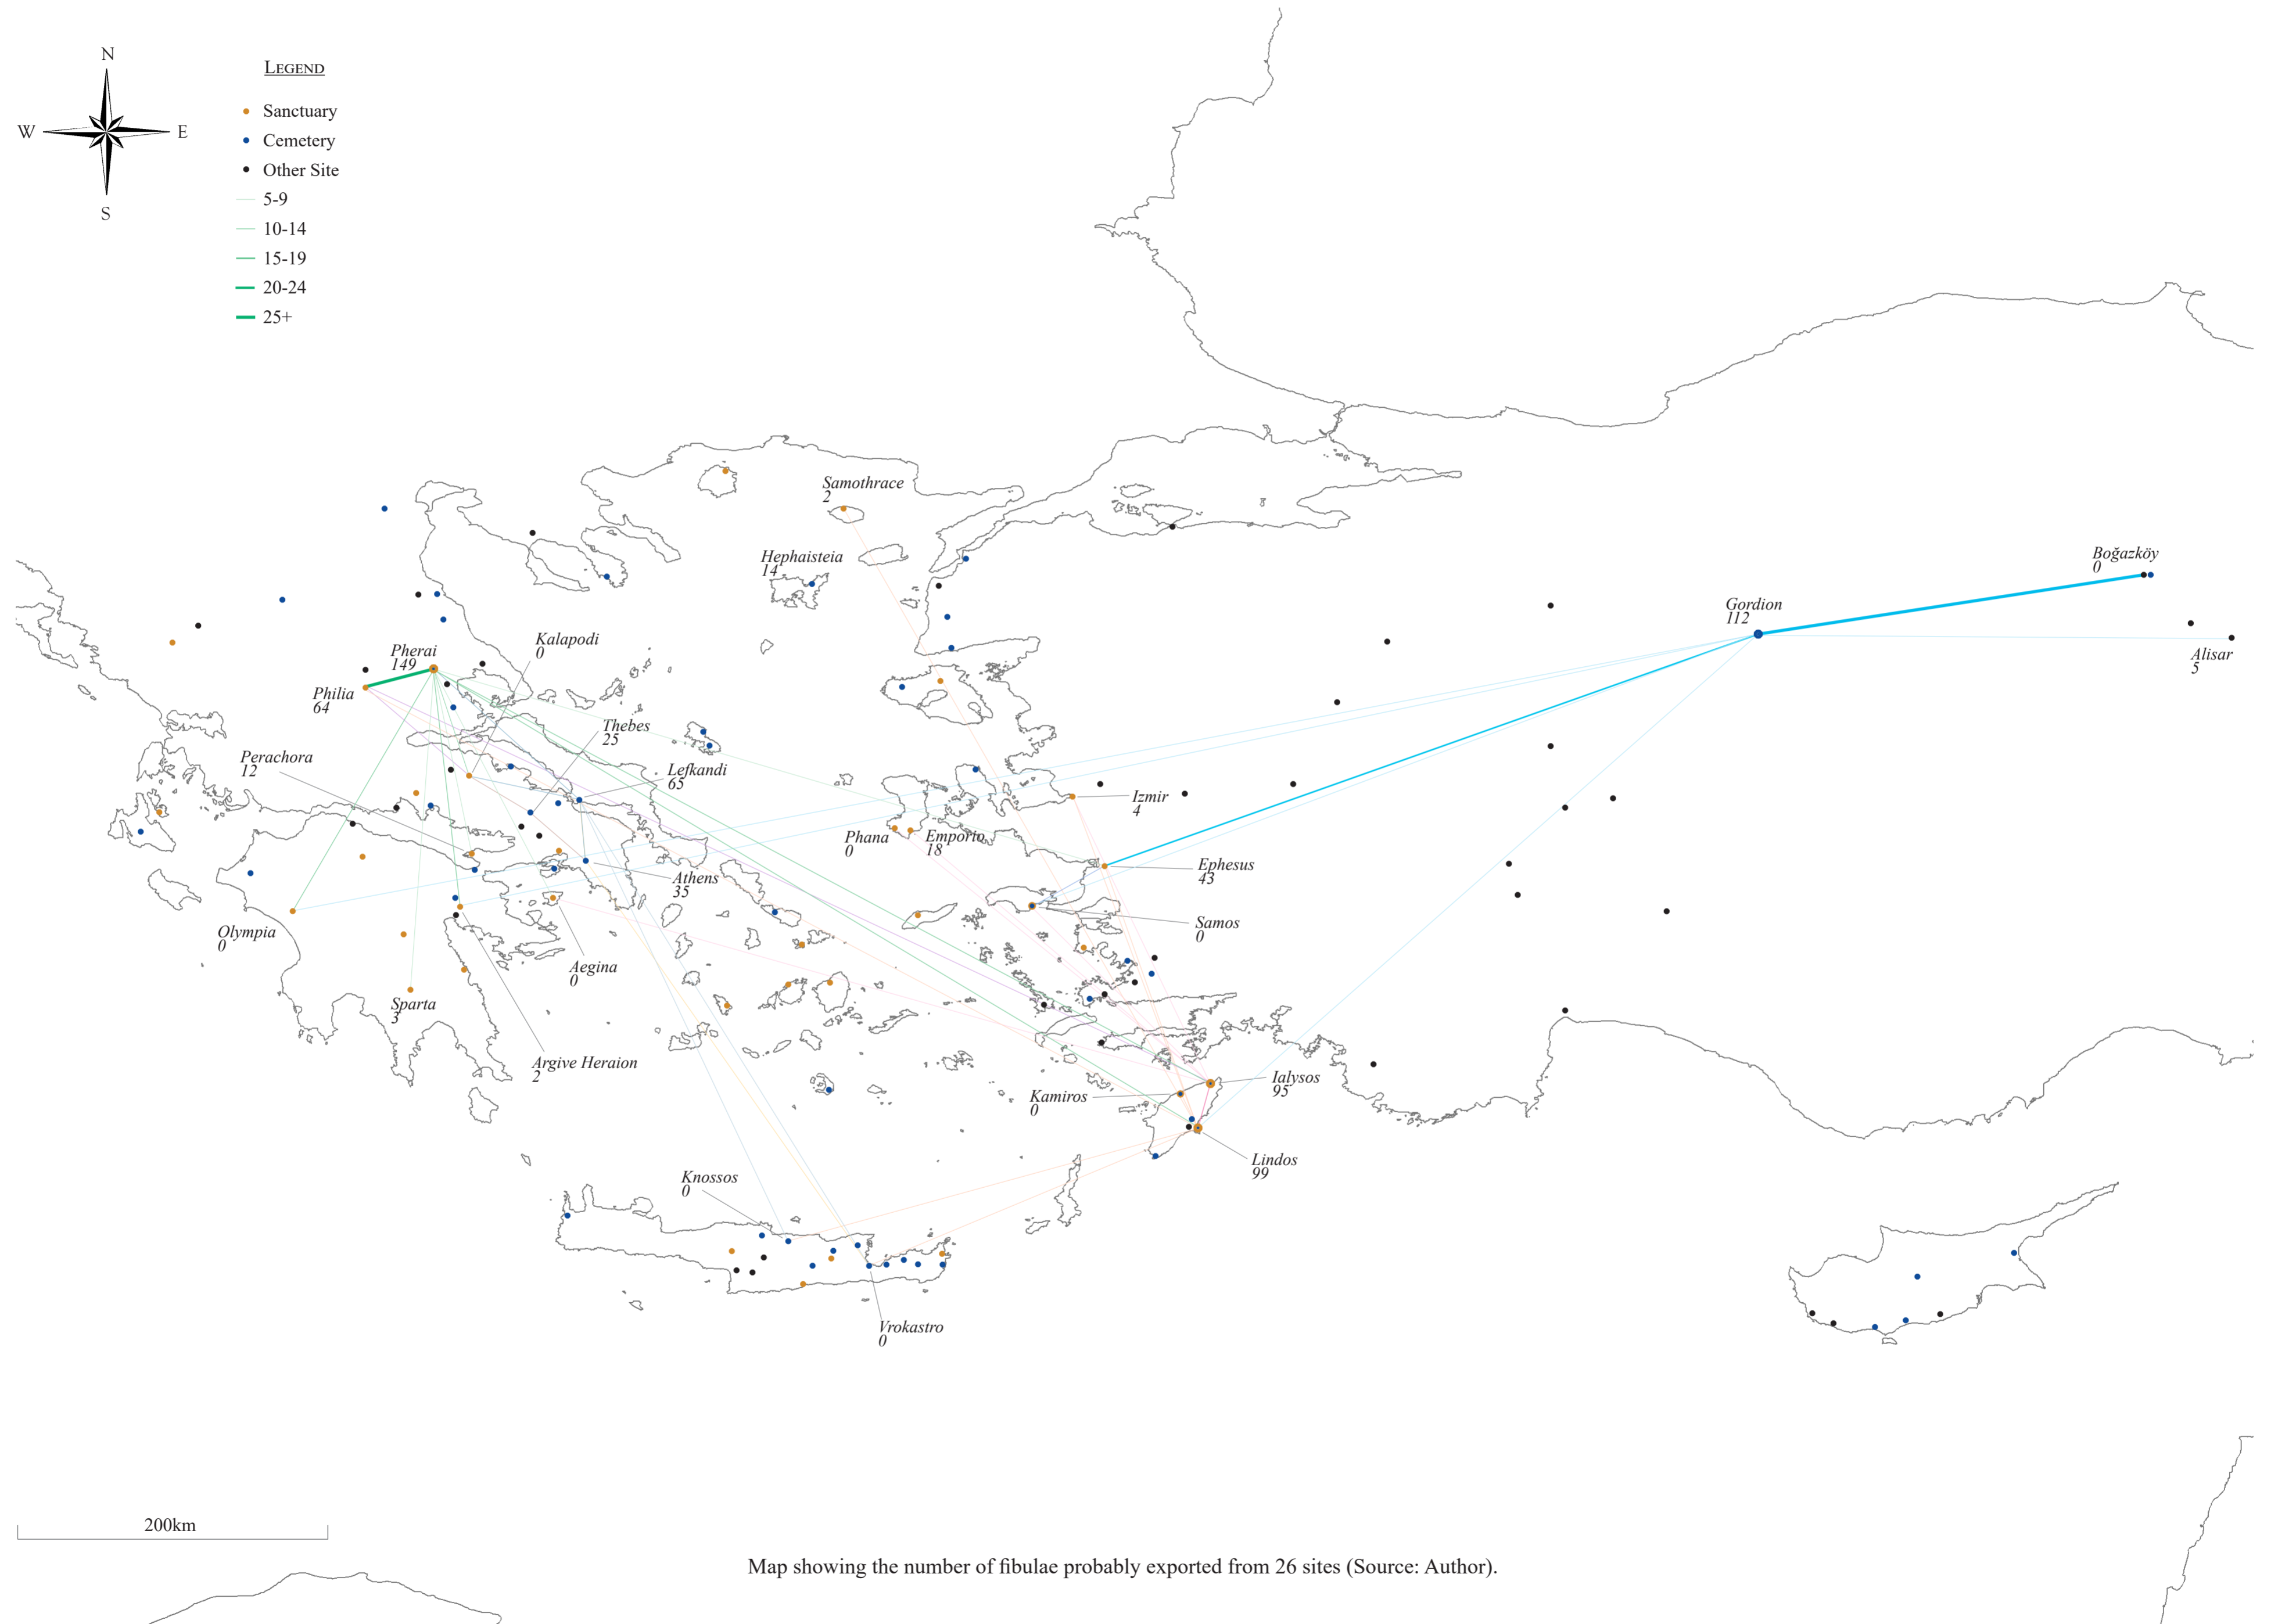 N
W
E
S
LEGEND
Sanctuary
Cemetery
Other Site
5-9
10-14
15-19
20-24
25+
Samothrace
2
Hephaisteia
14
Boğazköy
0
Gordion
112
Alisar
5
Kalapodi
0
Pherai
149
Philia
64
Thebes
25
Perachora
12
Lefkandi
65
Izmir
4
Phana
0
Emporio
18
Ephesus
43
Athens
35
Samos
0
Olympia
0
Aegina
0
Sparta
3
Argive Heraion
2
Ialysos
95
Kamiros
0
Lindos
99
Knossos
0
Vrokastro
0
200km
Map showing the number of fibulae probably exported from 26 sites (Source: Author).